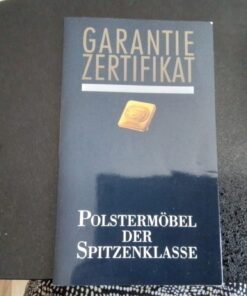 GARANTIE
ZERTIFIKAT
POLSTERMÖBEL
DER
SPITZENKLASSE